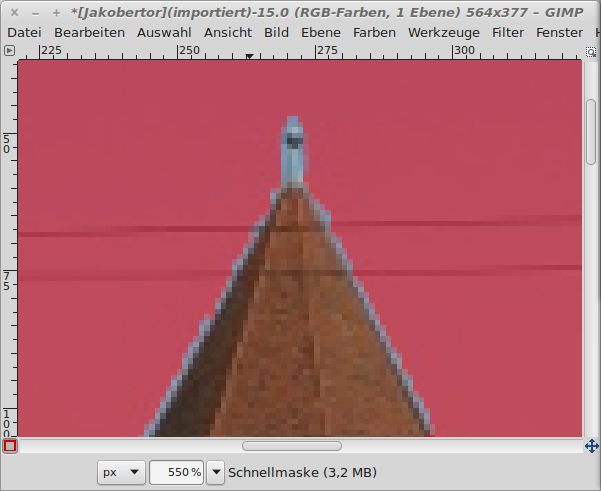 *[Jakobertor](importiert)-15.0 (RGB-Farben, 1 Ebene) 564x377 – GIMP
Datei Bearbeiten Auswahl Ansicht Bild Ebene Farben Werkzeuge Filter Fenster
225 250 275 300
50
75
100
px 550 % Schnellmaske (3,2 MB)